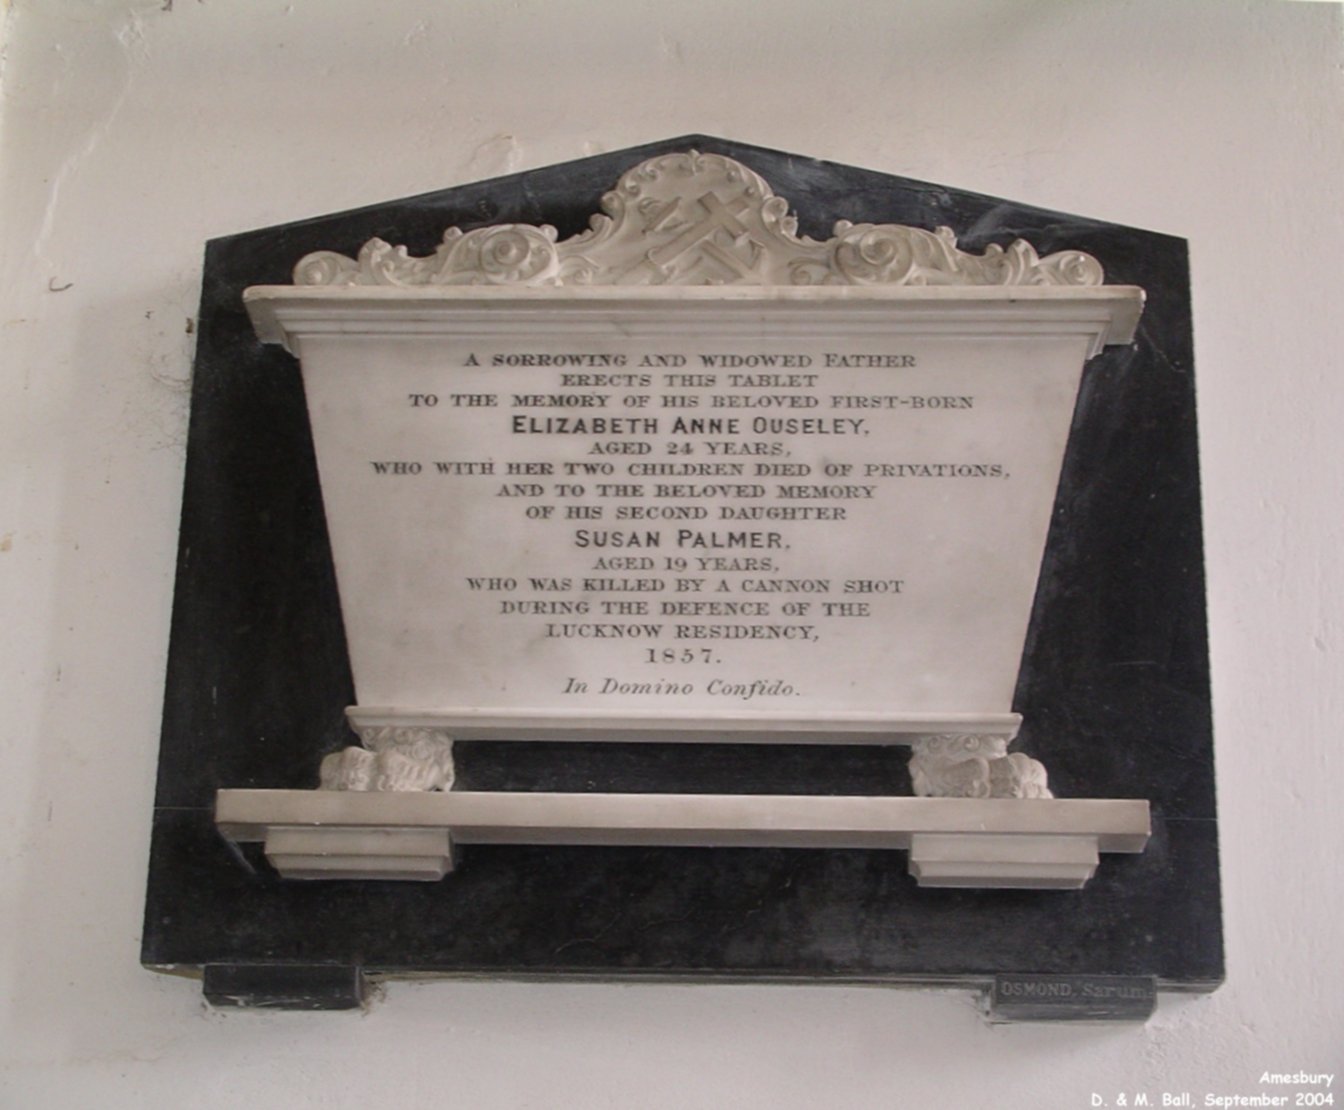 A SORROWING AND WIDOWED FATHER
ERECTS THIS TABLET
TO THE MEMORY OF HIS BELOVED FIRST-BORN
ELIZABETH ANNE OUSELEY,
AGED 24 YEARS,
WHO WITH HER TWO CHILDREN DIED OF PRIVATIONS,
AND TO THE BELOVED MEMORY
OF HIS SECOND DAUGHTER
SUSAN PALMER,
AGED 19 YEARS,
WHO WAS KILLED BY A CANNON SHOT
DURING THE DEFENCE OF THE
LUCKNOW RESIDENCY,
1857.
In Domino Confido.
OSMOND, Sarum
Amesbury
D. & M. Ball, September 2004